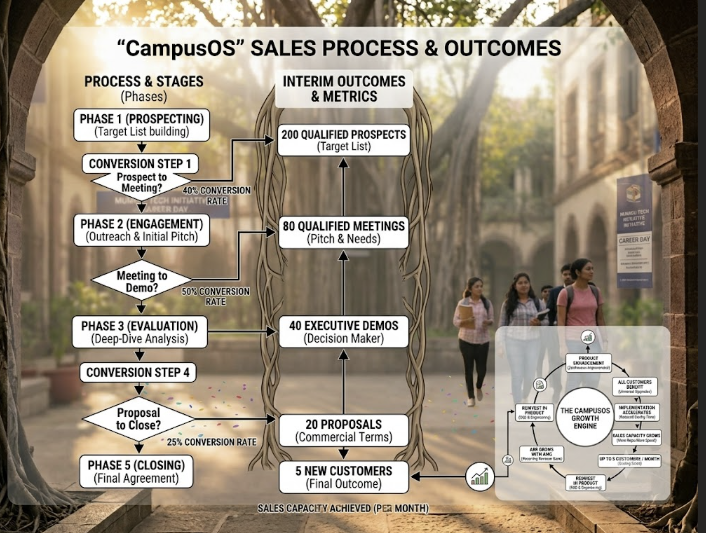 “CampusOS” SALES PROCESS & OUTCOMES
PROCESS & STAGES
(Phases)
PHASE 1 (PROSPECTING)
(Target List building)
CONVERSION STEP 1
Prospect to
Meeting?
40% CONVERSION
RATE
PHASE 2 (ENGAGEMENT)
(Outreach & Initial Pitch)
Meeting to
Demo?
50% CONVERSION
RATE
PHASE 3 (EVALUATION)
(Deep-Dive Analysis)
CONVERSION STEP 4
Proposal
to Close?
25% CONVERSION RATE
PHASE 5 (CLOSING)
(Final Agreement)
INTERIM OUTCOMES
& METRICS
200 QUALIFIED PROSPECTS
(Target List)
80 QUALIFIED MEETINGS
(Pitch & Needs)
40 EXECUTIVE DEMOS
(Decision Maker)
20 PROPOSALS
(Commercial Terms)
5 NEW CUSTOMERS
(Final Outcome)
SALES CAPACITY ACHIEVED (PER MONTH)
TECH
INITIATIVE
CAREER
DAY
THE CAMPUSOS
GROWTH
ENGINE
PRODUCT
ALL CUSTOMERS
BENEFIT
IMPLEMENTATION
ACCELERATES
SALES CAPACITY GROWS
UP TO 5 CUSTOMERS / MONTH
REINVEST IN
PRODUCT
(R&D & Engineering)
ARR GROWS WITH AMG
REINVEST IN
PRODUCT
(R&D & Engineering)